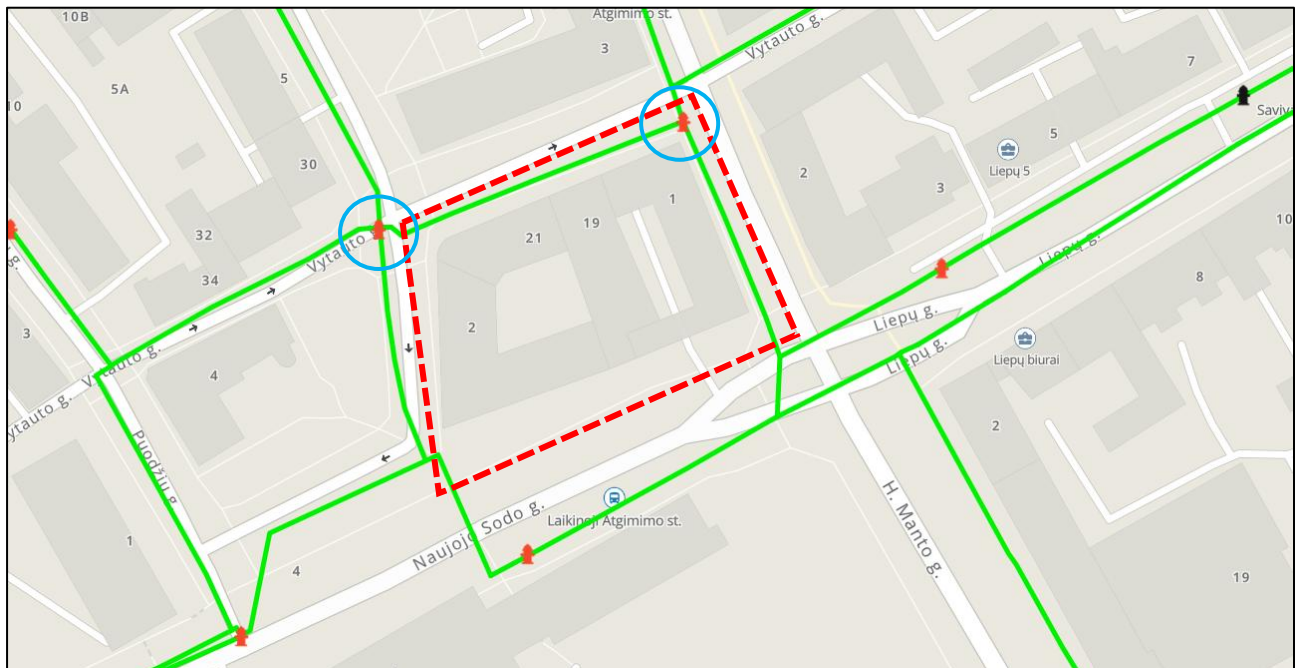 10B
Atgimimo st.
Vytauto g.
5A
5
3
7
10
Saviva
30
2
5
Liepų 5
3
32
1
19
21
Vytauto
34
Liepų g.
10
8
g.
3
2
Liepų g.
Liepų g.
Liepų biurai
Vytauto g.
4
Vytauto g.
2
Puodžių g.
H. Manto g.
Laikinoji Atgimimo st.
Naujojo Sodo g.
1
4
19